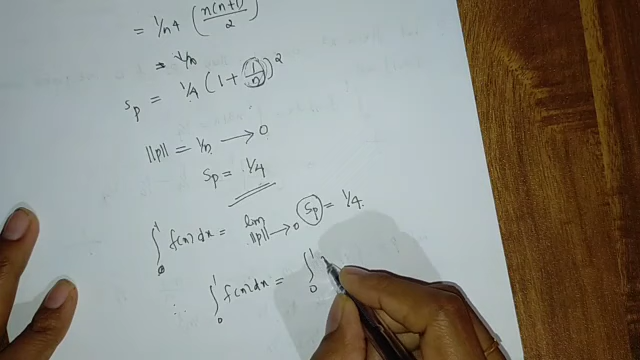 = 1/n4 (n(n+1)/2)
= 1/n
Sp = 1/4 (1 + 1/n)2
||p|| = 1/n → 0
Sp = 1/4
∫01 f(x) dx = lim ||p||→0 Sp = 1/4.
∴ ∫01 f(x) dx = ∫01